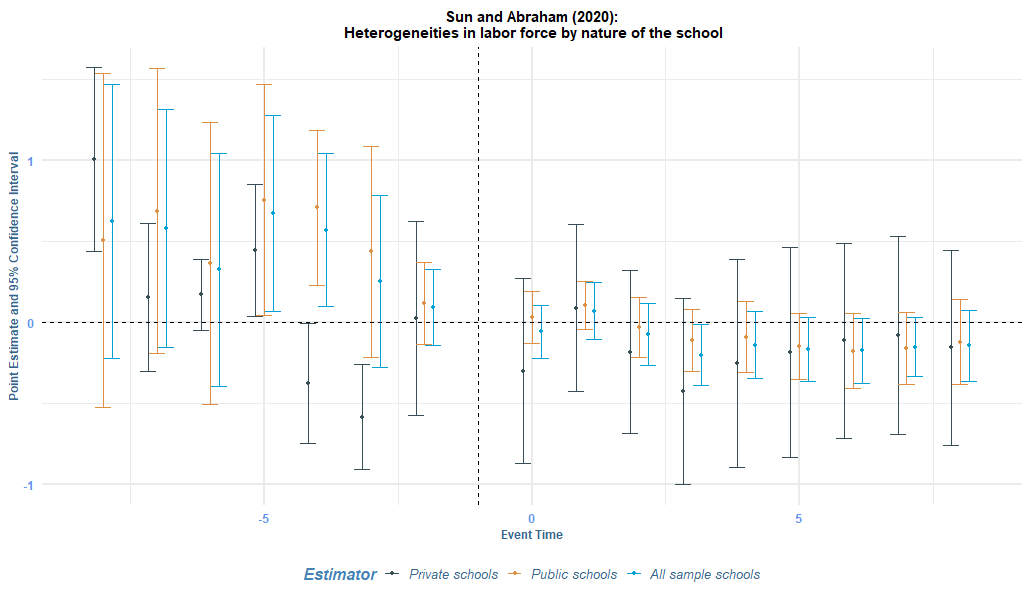 Sun and Abraham (2020):
Heterogeneities in labor force by nature of the school
Point Estimate and 95% Confidence Interval
1
0
-1
-5
0
5
Event Time
Estimator Private schools Public schools All sample schools